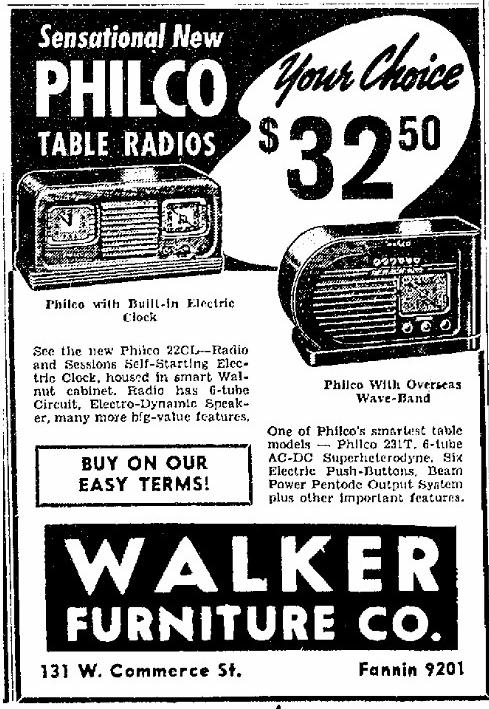 Sensational New
PHILCO
TABLE RADIOS
Your Choice
$32.50
Philco with Built-in Electric
Clock
See the new Philco 22CL—Radio
and Sessions Self-Starting Elec-
tric Clock, housed in smart Wal-
nut cabinet. Radio has 6-tube
Circuit, Electro-Dynamic Speak-
er, many more big-value features.
BUY ON OUR
EASY TERMS!
Philco With Overseas
Wave-Band
One of Philco's smartest table
models — Philco 231T. 6-tube
AC-DC Superheterodyne. Six
Electric Push-Buttons, Beam
Power Pentode Output System
plus other important features.
WALKER
FURNITURE CO.
131 W. Commerce St.
Fannin 9201